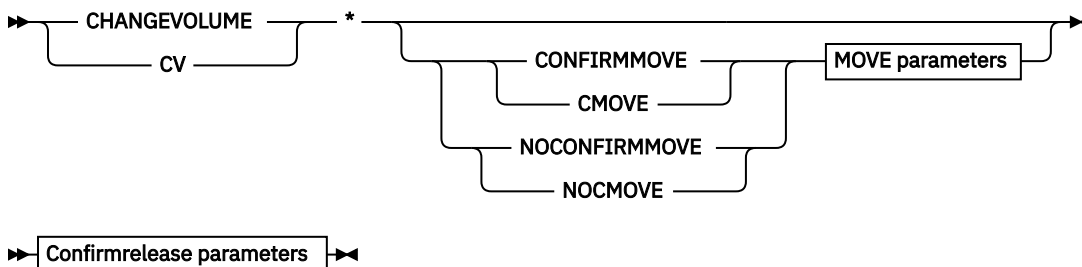 CHANGEVOLUME
CV
*
CONFIRMMOVE
CMOVE
NOCONFIRMMOVE
NOCMOVE
MOVE parameters
Confirmrelease parameters